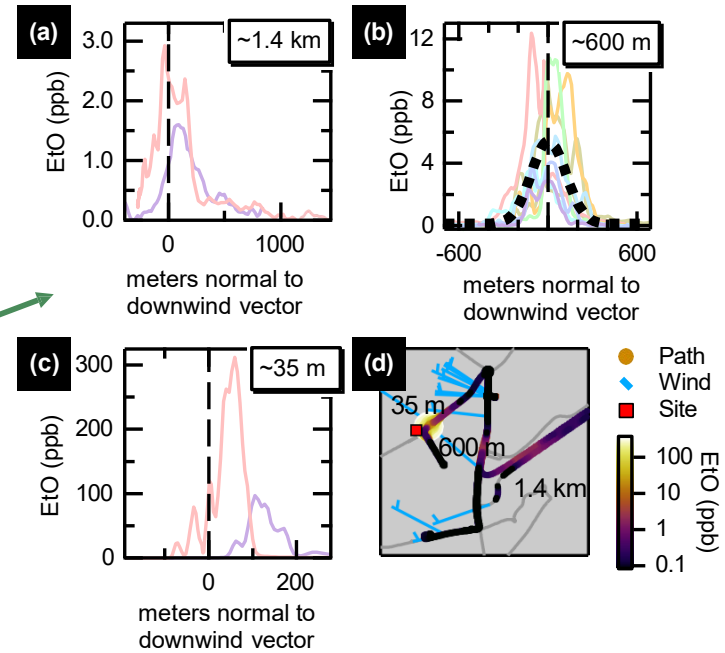 (a)
~1.4 km
3.0
2.0
1.0
0.0
EtO (ppb)
0
1000
meters normal to
downwind vector
(b)
~600 m
12
8
4
0
EtO (ppb)
-600
600
meters normal to
downwind vector
(c)
~35 m
300
200
100
0
EtO (ppb)
0
200
meters normal to
downwind vector
(d)
35 m
600 m
1.4 km
Path
Wind
Site
100
10
1
0.1
EtO (ppb)